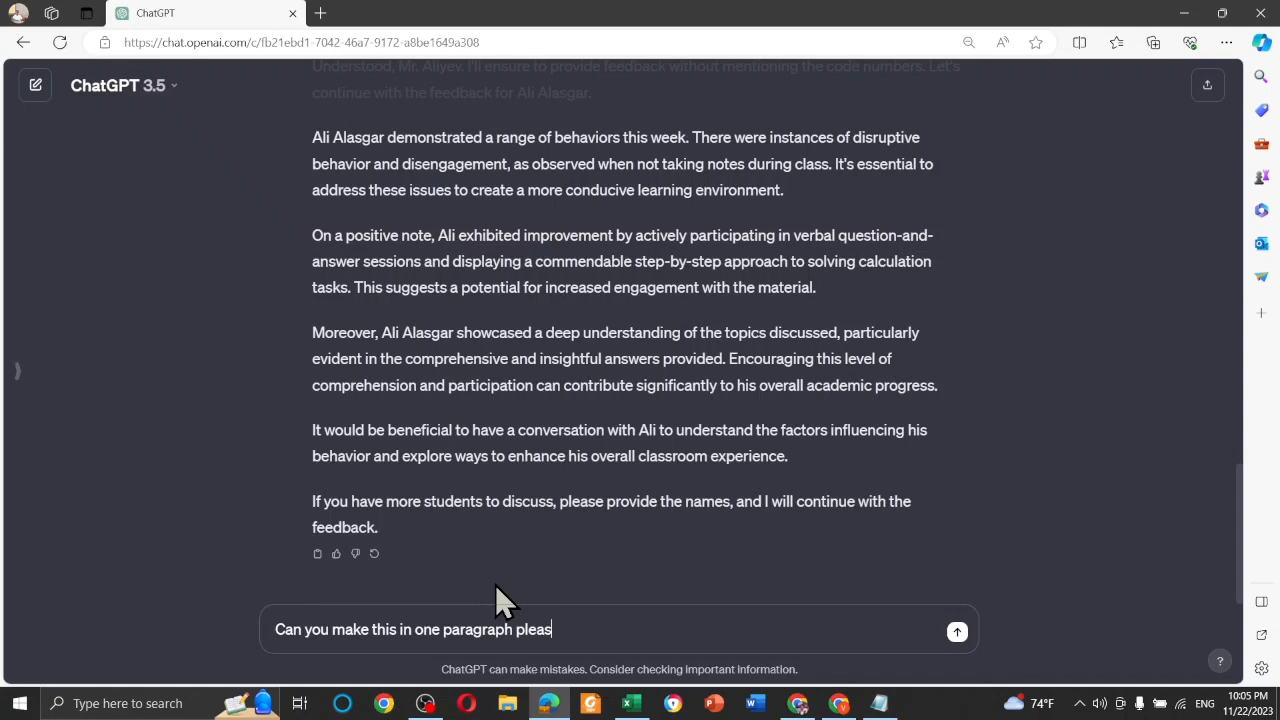 ChatGPT
https://chat.openai.com/c/fb21ebd1-7042-46a7-9172-a8be1649a308
ChatGPT 3.5
Understood, Mr. Aliyev. I'll ensure to provide feedback without mentioning the code numbers. Let's
continue with the feedback for Ali Alasgar.
Ali Alasgar demonstrated a range of behaviors this week. There were instances of disruptive
behavior and disengagement, as observed when not taking notes during class. It's essential to
address these issues to create a more conducive learning environment.
On a positive note, Ali exhibited improvement by actively participating in verbal question-and-
answer sessions and displaying a commendable step-by-step approach to solving calculation
tasks. This suggests a potential for increased engagement with the material.
Moreover, Ali Alasgar showcased a deep understanding of the topics discussed, particularly
evident in the comprehensive and insightful answers provided. Encouraging this level of
comprehension and participation can contribute significantly to his overall academic progress.
It would be beneficial to have a conversation with Ali to understand the factors influencing his
behavior and explore ways to enhance his overall classroom experience.
If you have more students to discuss, please provide the names, and I will continue with the
feedback.
Can you make this in one paragraph pleas
ChatGPT can make mistakes. Consider checking important information.
?
Type here to search
74°F
ENG
10:05 PM
11/22/2023